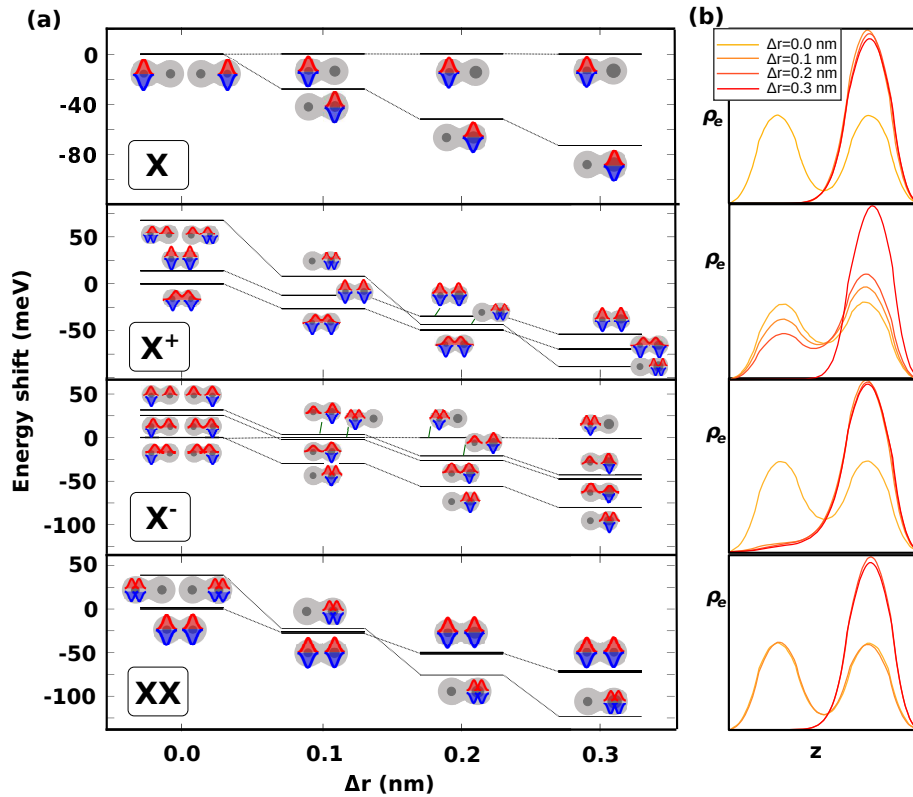 (a)
(b)
0
-40
-80
X
50
0
-50
-100
X+
50
0
-50
-100
X-
50
0
-50
-100
XX
Energy shift (meV)
0.0
0.1
0.2
0.3
Δr (nm)
Δr=0.0 nm
Δr=0.1 nm
Δr=0.2 nm
Δr=0.3 nm
ρe
ρe
ρe
ρe
z